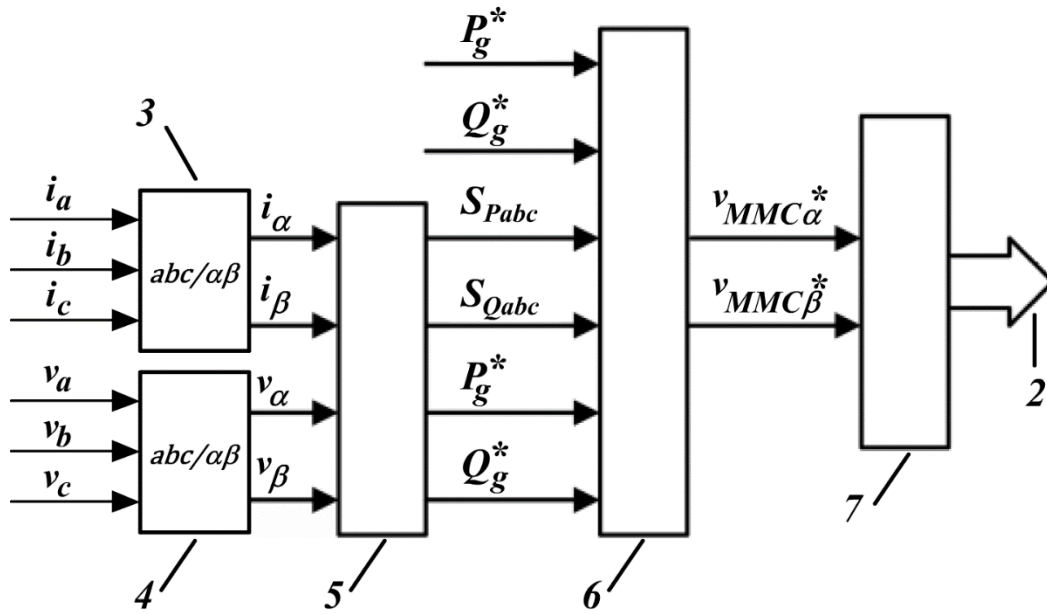 P_g^*
Q_g^*
3
i_a
i_b
i_c
abc/αβ
i_α
i_β
S_Pabc
S_Qabc
v_MMCα^*
v_MMCβ^*
v_a
v_b
v_c
abc/αβ
v_α
v_β
P_g^*
Q_g^*
2
4
5
6
7